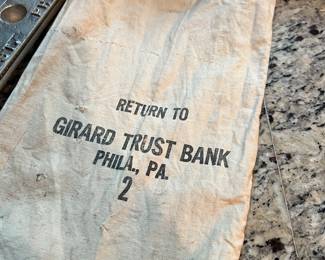 RETURN TO
GIRARD TRUST BANK
PHILA., PA.
2